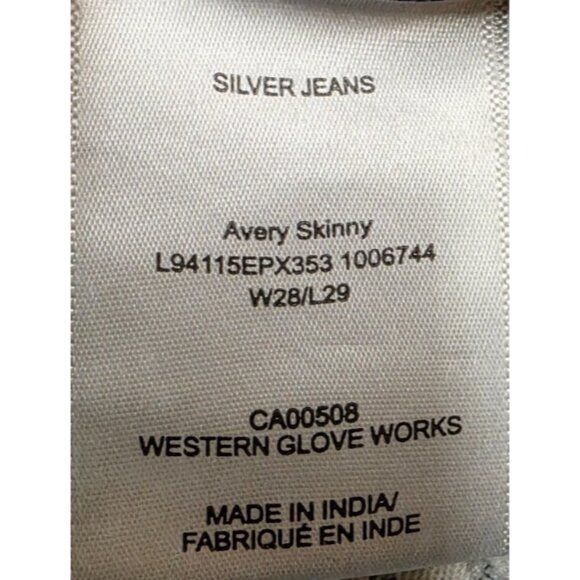 SILVER JEANS
Avery Skinny
L94115EPX353 1006744
W28/L29
CA00508
WESTERN GLOVE WORKS
MADE IN INDIA/
FABRIQUÉ EN INDE